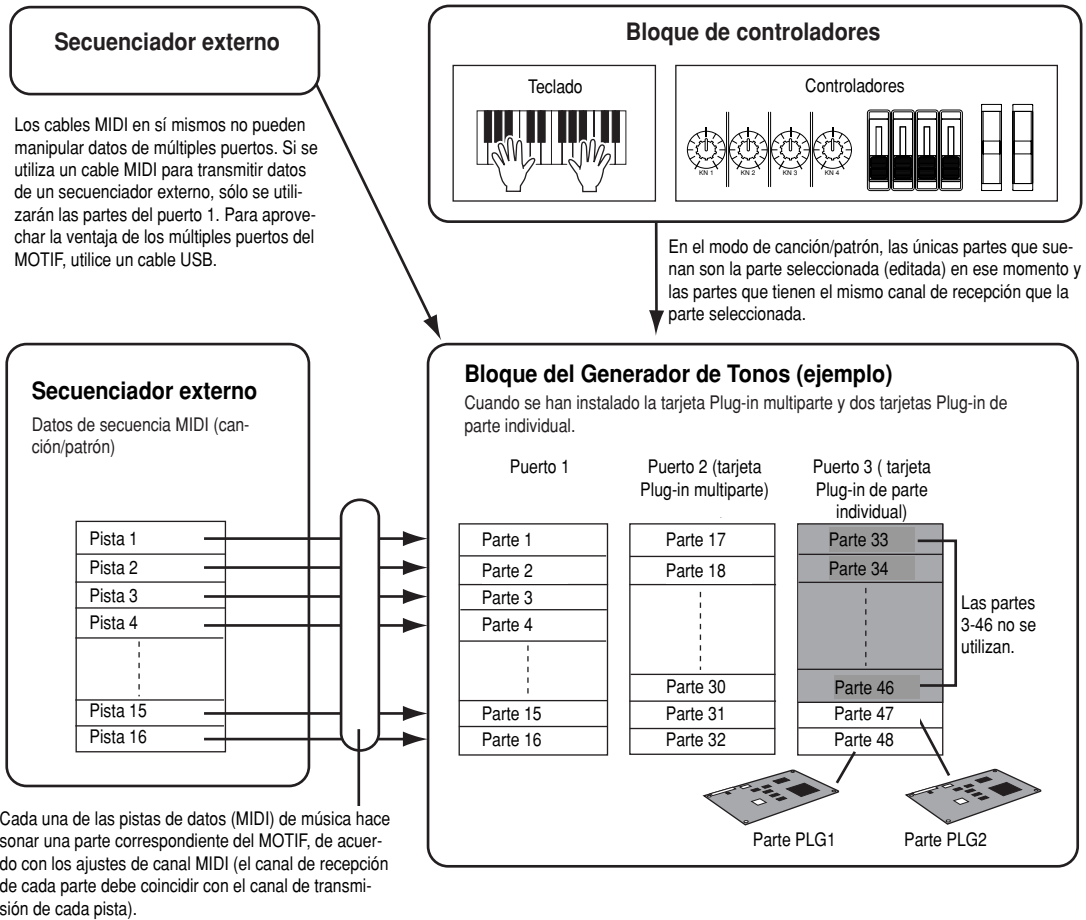 Secuenciador externo
Los cables MIDI en sí mismos no pueden
manipular datos de múltiples puertos. Si se
utiliza un cable MIDI para transmitir datos
de un secuenciador externo, sólo se utili-
zarán las partes del puerto 1. Para aprove-
char la ventaja de los múltiples puertos del
MOTIF, utilice un cable USB.
Bloque de controladores
Teclado
Controladores
KN 1
KN 2
KN 3
KN 4
En el modo de canción/patrón, las únicas partes que sue-
nan son la parte seleccionada (editada) en ese momento y
las partes que tienen el mismo canal de recepción que la
parte seleccionada.
Secuenciador externo
Datos de secuencia MIDI (can-
ción/patrón)
Pista 1
Pista 2
Pista 3
Pista 4
Pista 15
Pista 16
Bloque del Generador de Tonos (ejemplo)
Cuando se han instalado la tarjeta Plug-in multiparte y dos tarjetas Plug-in de
parte individual.
Puerto 1
Parte 1
Parte 2
Parte 3
Parte 4
Parte 15
Parte 16
Puerto 2 (tarjeta
Plug-in multiparte)
Parte 17
Parte 18
Parte 30
Parte 31
Parte 32
Puerto 3 ( tarjeta
Plug-in de parte
individual)
Parte 33
Parte 34
Parte 46
Parte 47
Parte 48
Las partes
3-46 no se
utilizan.
Parte PLG1
Parte PLG2
Cada una de las pistas de datos (MIDI) de música hace
sonar una parte correspondiente del MOTIF, de acuer-
do con los ajustes de canal MIDI (el canal de recepción
de cada parte debe coincidir con el canal de transmi-
sión de cada pista).